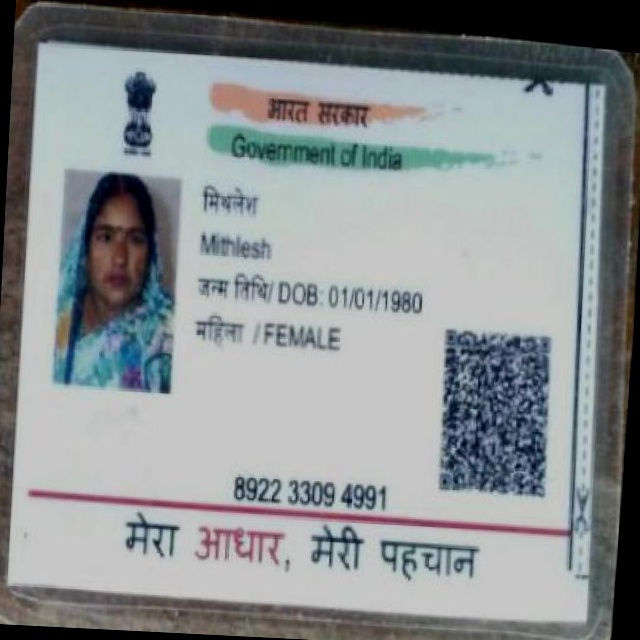 भारत सरकार
Government of India
मिथलेश
Mithlesh
जन्म तिथि/ DOB: 01/01/1980
महिला / FEMALE
8922 3309 4991
मेरा आधार, मेरी पहचान